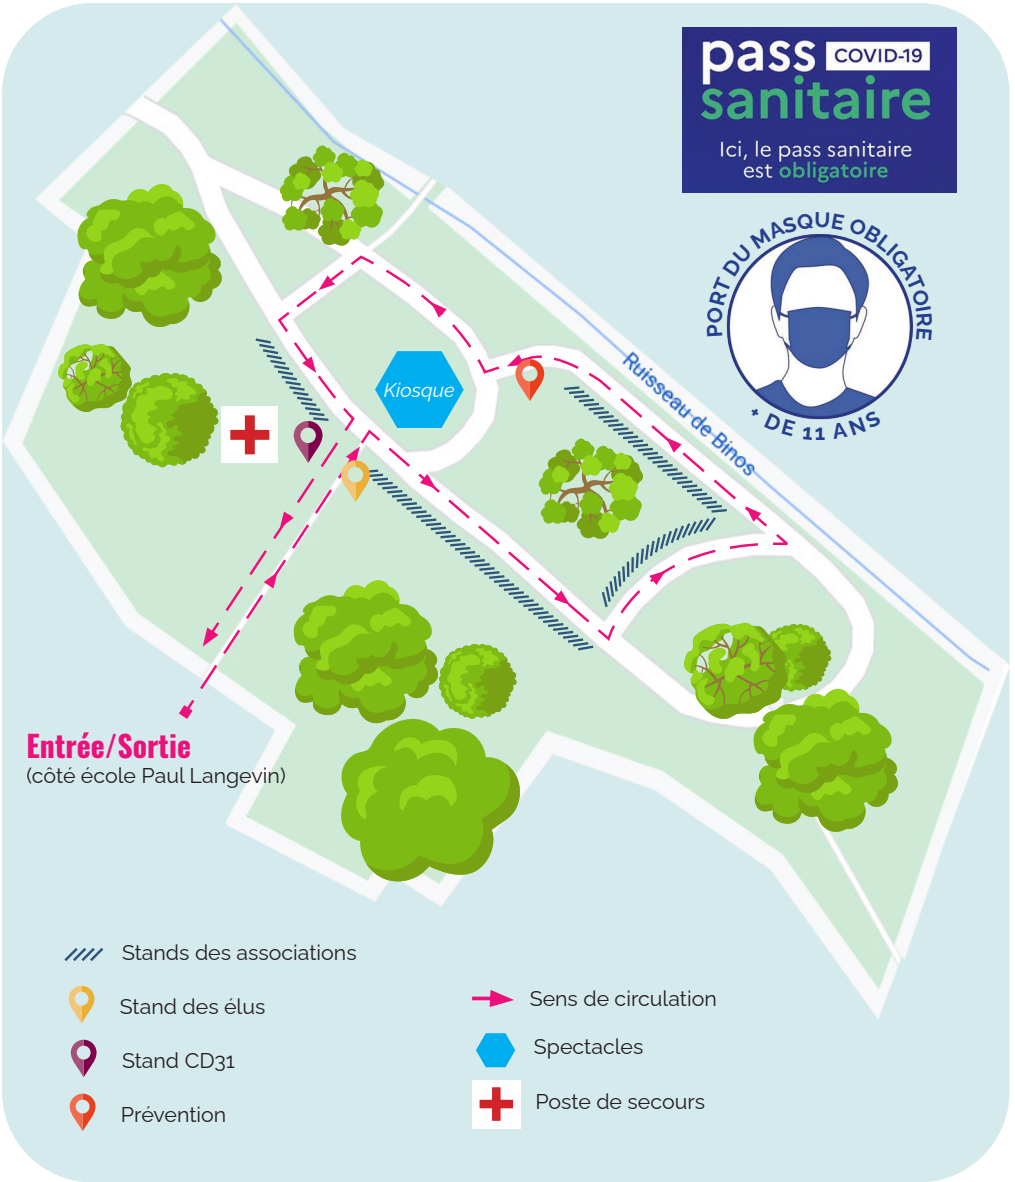 pass COVID-19
sanitaire
Ici, le pass sanitaire
est obligatoire
PORT DU MASQUE OBLIGATOIRE
+ DE 11 ANS
Ruisseau de Binos
Kiosque
Entrée/Sortie
(côté école Paul Langevin)
Stands des associations
Stand des élus
Stand CD31
Prévention
Sens de circulation
Spectacles
Poste de secours